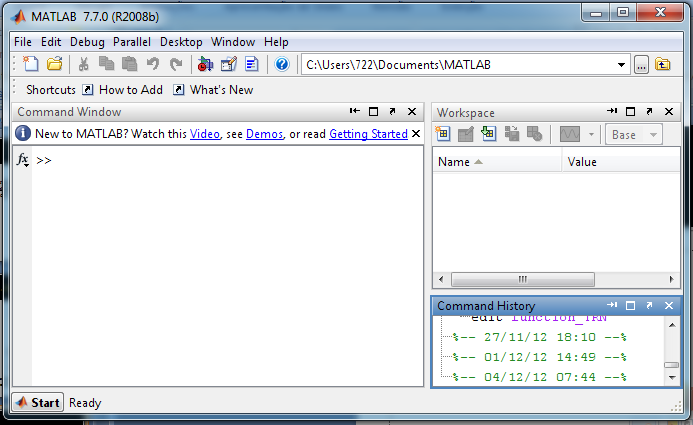 MATLAB 7.7.0 (R2008b)
File Edit Debug Parallel Desktop Window Help
C:\Users\722\Documents\MATLAB
...
Shortcuts How to Add What's New
Command Window
New to MATLAB? Watch this Video, see Demos, or read Getting Started
fx >>
Workspace
Base
Name Value
Command History
edit function_TRN
%-- 27/11/12 18:10 --%
%-- 01/12/12 14:49 --%
%-- 04/12/12 07:44 --%
Start Ready